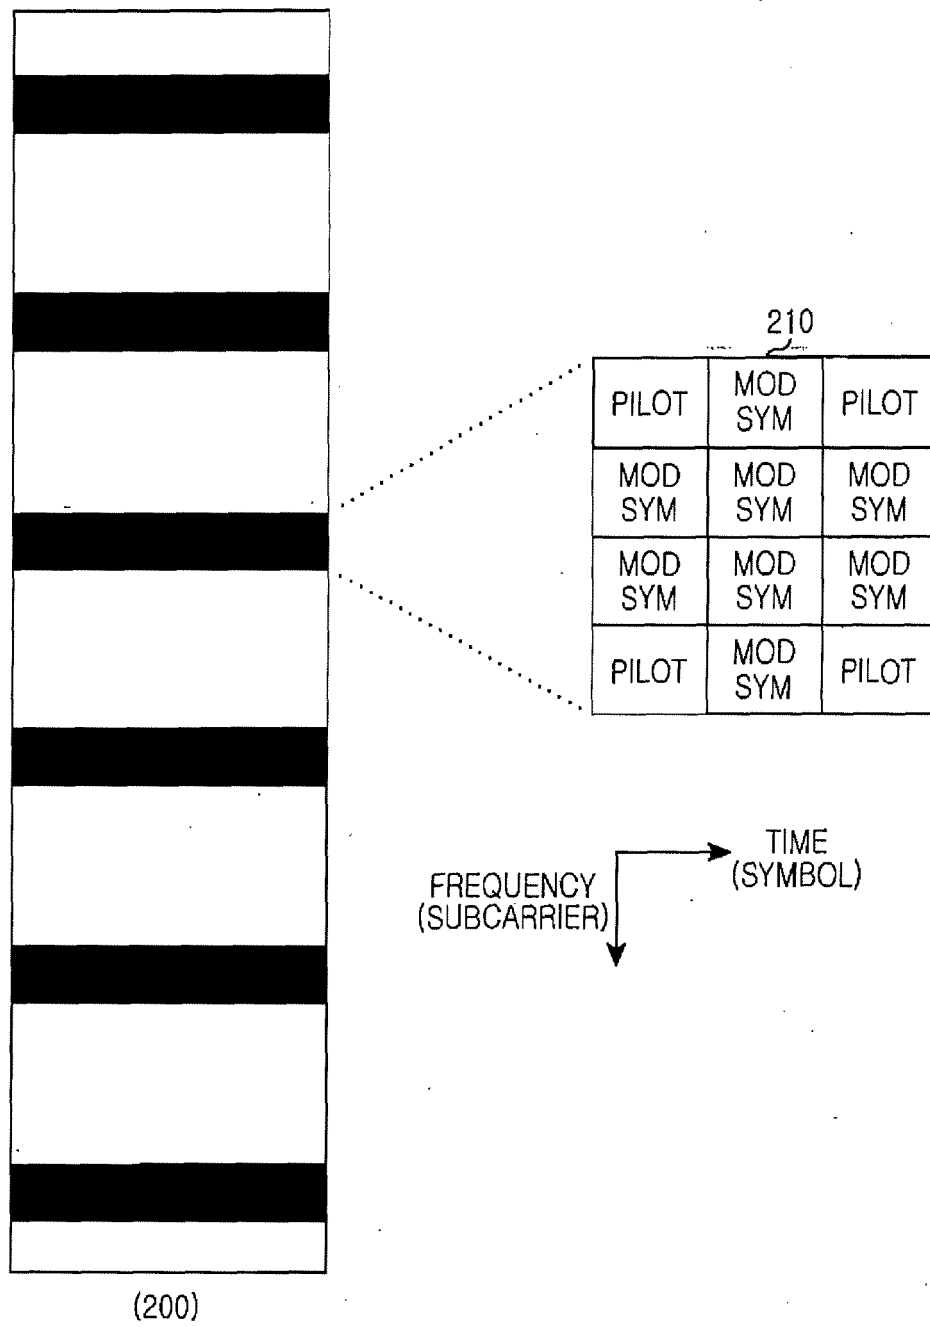 210
PILOT MOD SYM PILOT
MOD SYM MOD SYM MOD SYM
MOD SYM MOD SYM MOD SYM
PILOT MOD SYM PILOT
TIME
(SYMBOL)
FREQUENCY
(SUBCARRIER)
(200)